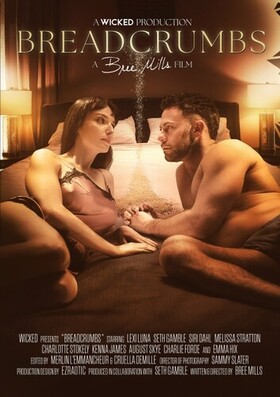 A WICKED PRODUCTION
BREADCRUMBS
A Bree Mills FILM
WICKED PRESENTS "BREADCRUMBS" STARRING LEXI LUNA SETH GAMBLE SIRI DAHL MELISSA STRATTON
CHARLOTTE STOKELY KENNA JAMES AUGUST SKYE CHARLIE FORDE AND EMMA HIX
EDITED BY MERLIN L'EMMANCHEUR & CRUELLA DEMILLE DIRECTOR OF PHOTOGRAPHY SAMMY SLATER
PRODUCTION DESIGN BY EZRAOTIC PRODUCED IN COLLABORATION WITH SETH GAMBLE WRITTEN & DIRECTED BY BREE MILLS